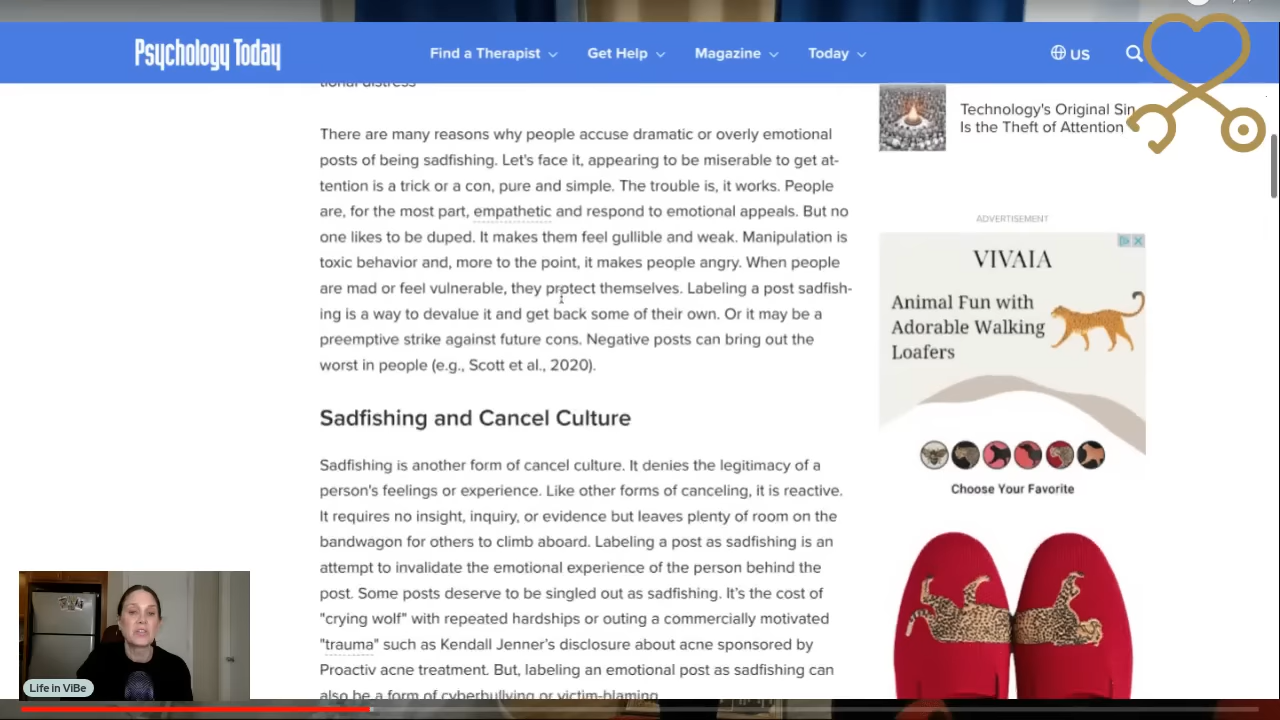 Psychology Today
Find a Therapist
Get Help
Magazine
Today
US
tional distress
There are many reasons why people accuse dramatic or overly emotional
posts of being sadfishing. Let's face it, appearing to be miserable to get at-
tention is a trick or a con, pure and simple. The trouble is, it works. People
are, for the most part, empathetic and respond to emotional appeals. But no
one likes to be duped. It makes them feel gullible and weak. Manipulation is
toxic behavior and, more to the point, it makes people angry. When people
are mad or feel vulnerable, they protect themselves. Labeling a post sadfish-
ing is a way to devalue it and get back some of their own. Or it may be a
preemptive strike against future cons. Negative posts can bring out the
worst in people (e.g., Scott et al., 2020).
Sadfishing and Cancel Culture
Sadfishing is another form of cancel culture. It denies the legitimacy of a
person's feelings or experience. Like other forms of canceling, it is reactive.
It requires no insight, inquiry, or evidence but leaves plenty of room on the
bandwagon for others to climb aboard. Labeling a post as sadfishing is an
attempt to invalidate the emotional experience of the person behind the
post. Some posts deserve to be singled out as sadfishing. It's the cost of
"crying wolf" with repeated hardships or outing a commercially motivated
"trauma" such as Kendall Jenner's disclosure about acne sponsored by
Proactiv acne treatment. But, labeling an emotional post as sadfishing can
also be a form of cyberbullying or victim-blaming
Technology's Original Sin
Is the Theft of Attention
ADVERTISEMENT
VIVAIA
Animal Fun with
Adorable Walking
Loafers
Choose Your Favorite
Life in ViBe